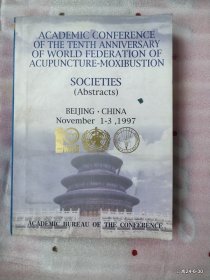 ACADEMIC CONFERENCE
OF THE TENTH ANNIVERSARY
OF WORLD FEDERATION OF
ACUPUNCTURE-MOXIBUSTION
SOCIETIES
(Abstracts)
BEIJING · CHINA
November 1-3, 1997
ACADEMIC BUREAU OF THE CONFERENCE